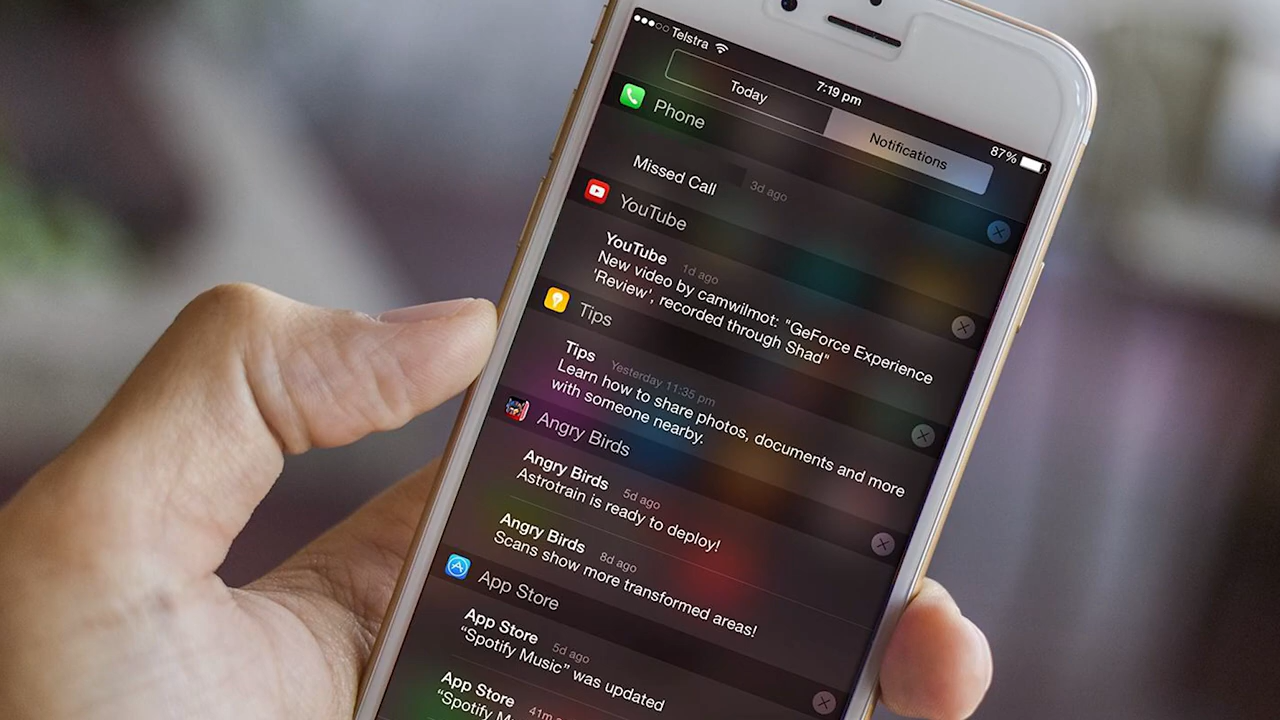 Telstra
7:19 pm
87%
Today
Notifications
Phone
Missed Call 3d ago
YouTube
YouTube 1d ago
New video by camwilmot: "GeForce Experience
'Review', recorded through Shad"
Tips
Tips Yesterday 11:35 pm
Learn how to share photos, documents and more
with someone nearby.
Angry Birds
Angry Birds 5d ago
Astrotrain is ready to deploy!
Angry Birds 8d ago
Scans show more transformed areas!
App Store
App Store 5d ago
“Spotify Music” was updated
App Store 41m
“Spotify